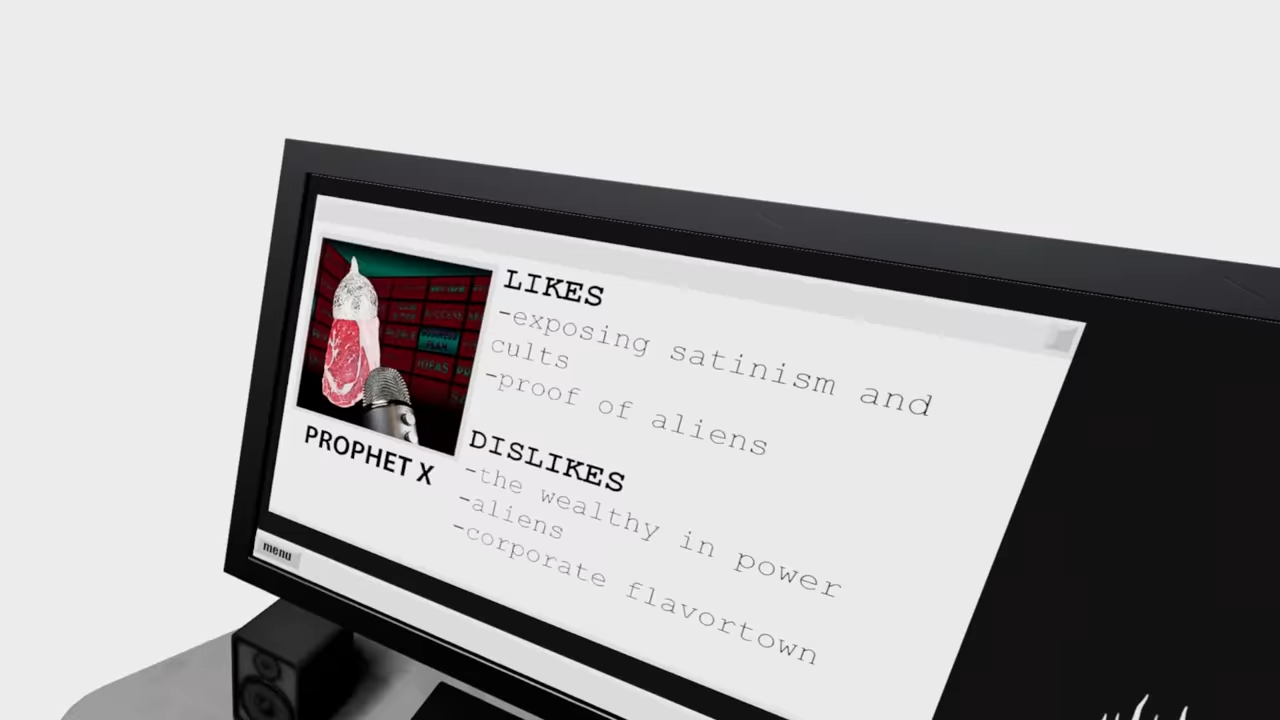 LIKES
-exposing satinism and
cults
-proof of aliens
DISLIKES
-the wealthy in power
-aliens
-corporate flavortown
PROPHET X
menu